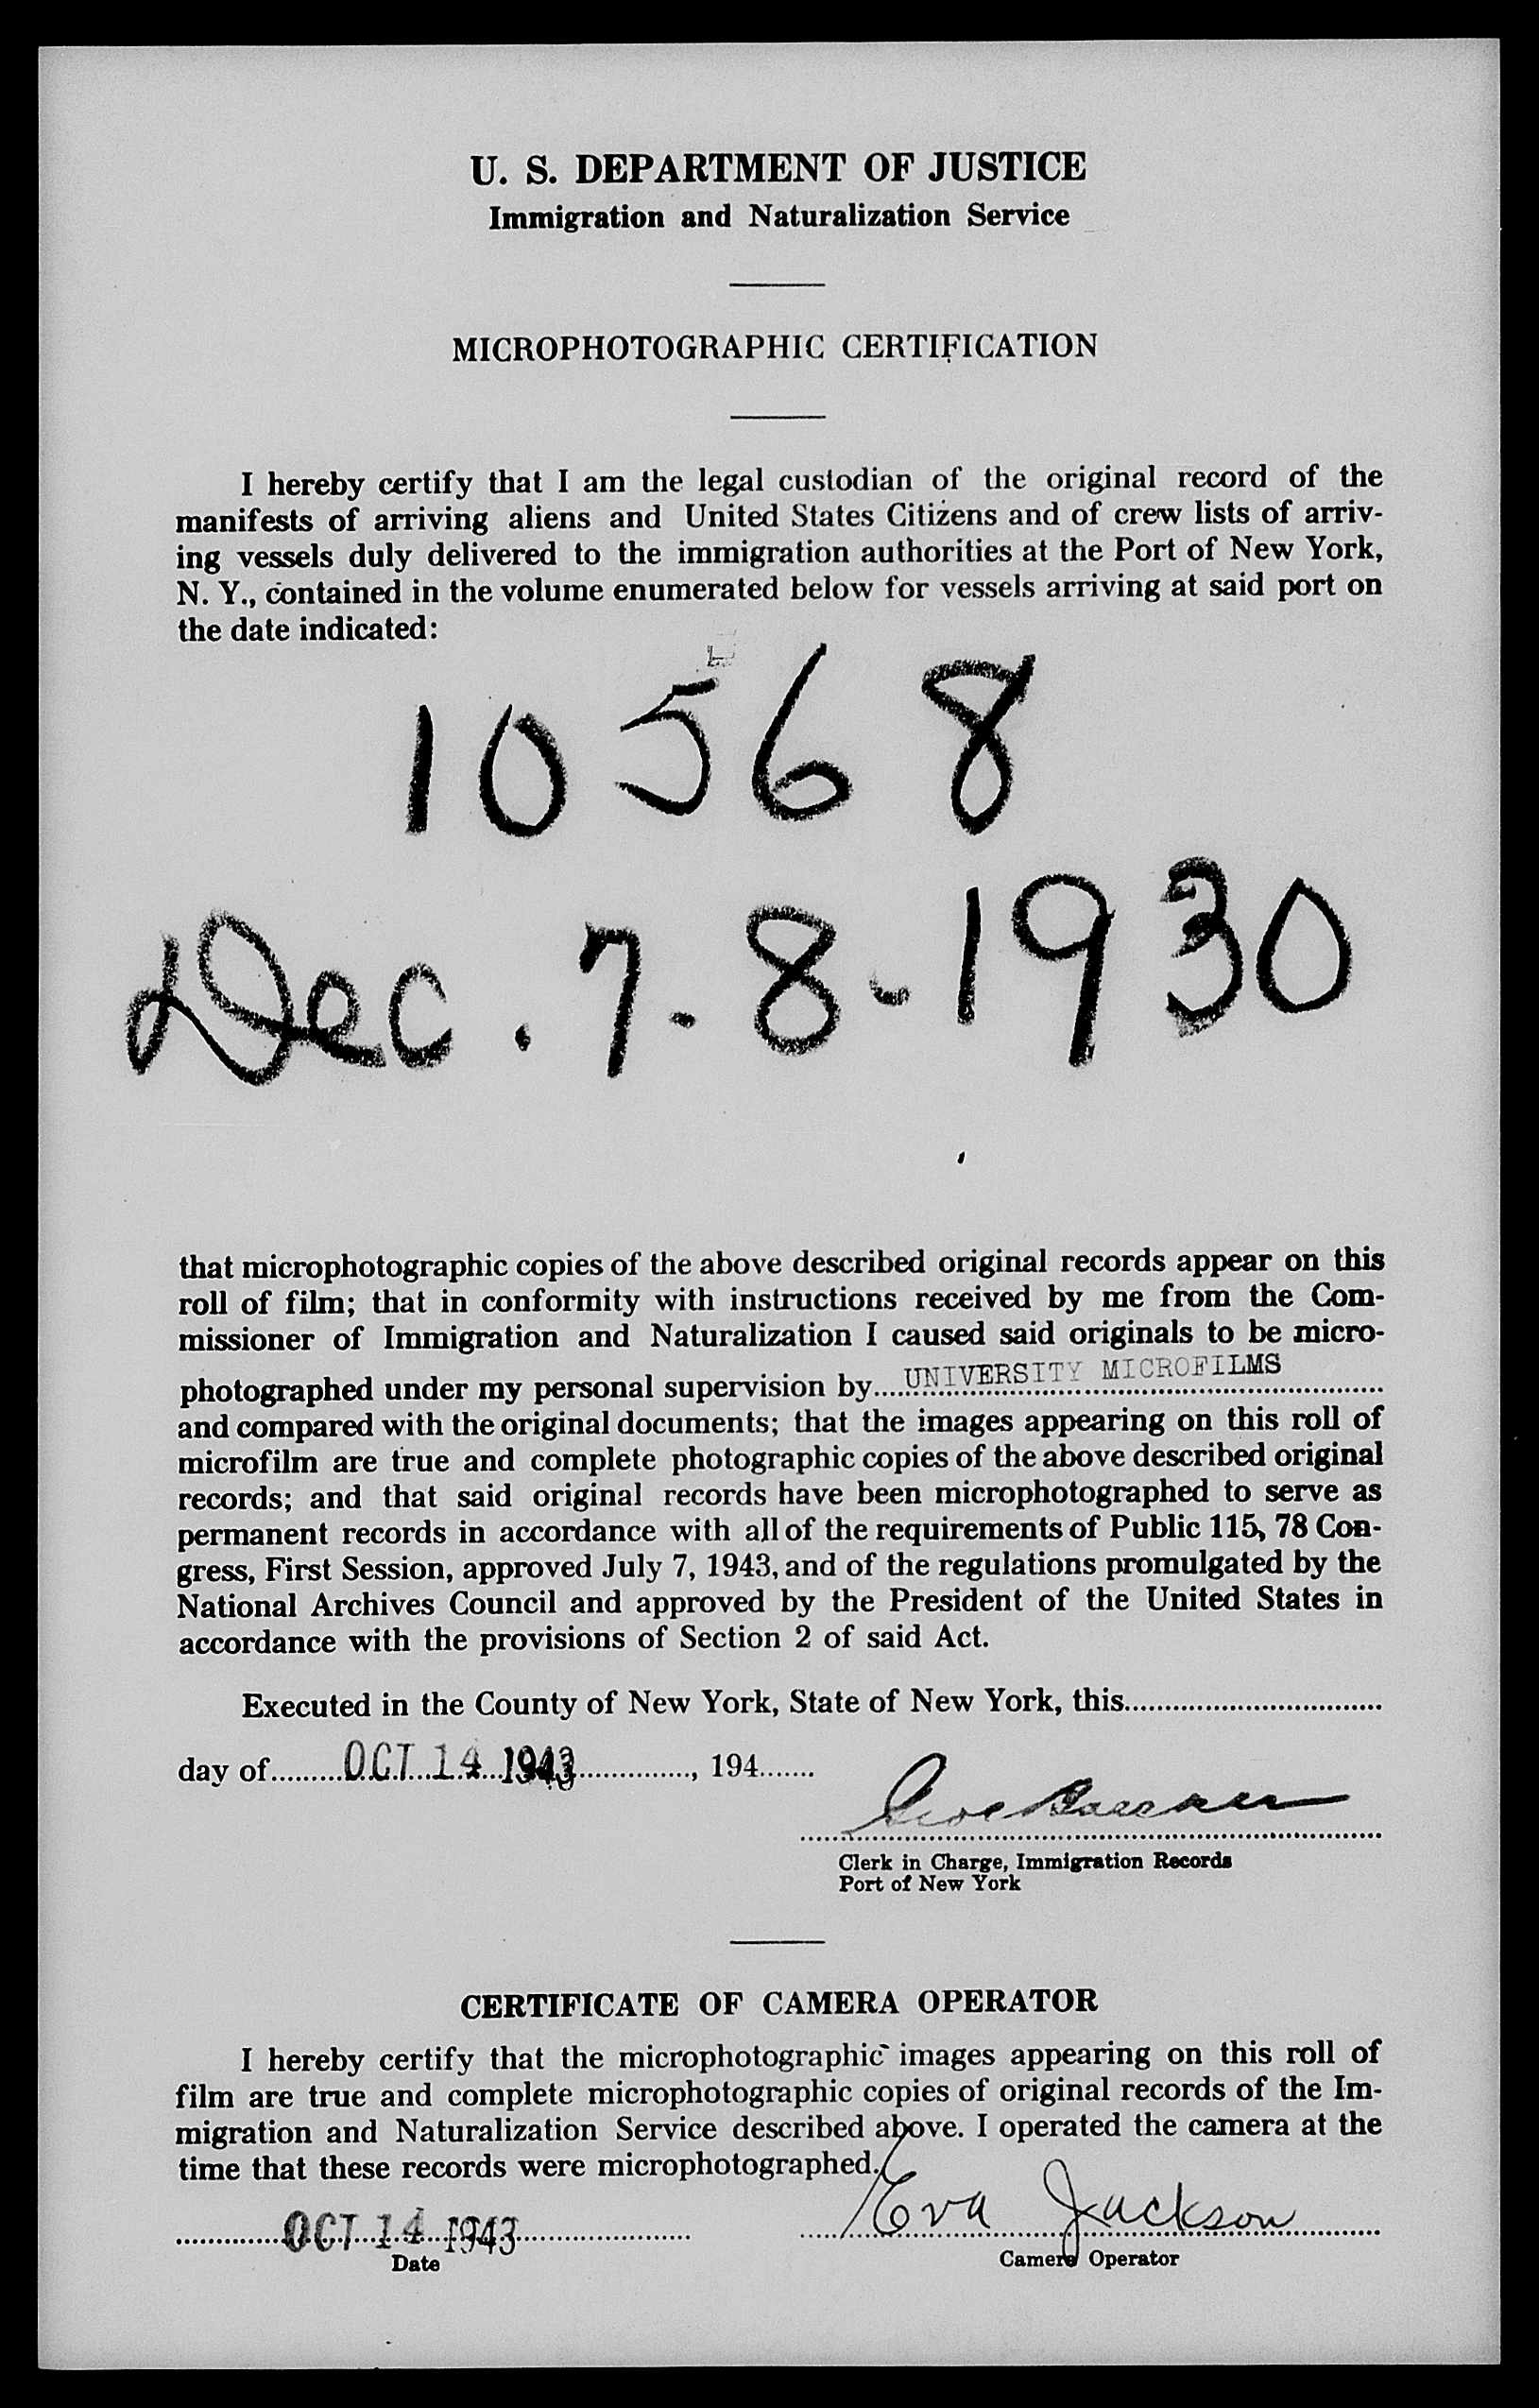 U. S. DEPARTMENT OF JUSTICE
Immigration and Naturalization Service
MICROPHOTOGRAPHIC CERTIFICATION
I hereby certify that I am the legal custodian of the original record of the
manifests of arriving aliens and United States Citizens and of crew lists of arriv-
ing vessels duly delivered to the immigration authorities at the Port of New York,
N. Y., contained in the volume enumerated below for vessels arriving at said port on
the date indicated:
10568
Dec. 7-8-1930
that microphotographic copies of the above described original records appear on this
roll of film; that in conformity with instructions received by me from the Com-
missioner of Immigration and Naturalization I caused said originals to be micro-
photographed under my personal supervision by....UNIVERSITY MICROFILMS
and compared with the original documents; that the images appearing on this roll of
microfilm are true and complete photographic copies of the above described original
records; and that said original records have been microphotographed to serve as
permanent records in accordance with all of the requirements of Public 115, 78 Con-
gress, First Session, approved July 7, 1943, and of the regulations promulgated by the
National Archives Council and approved by the President of the United States in
accordance with the provisions of Section 2 of said Act.
Executed in the County of New York, State of New York, this
day of OCT 14 1943, 194
Clerk in Charge, Immigration Records
Port of New York
CERTIFICATE OF CAMERA OPERATOR
I hereby certify that the microphotographic images appearing on this roll of
film are true and complete microphotographic copies of original records of the Im-
migration and Naturalization Service described above. I operated the camera at the
time that these records were microphotographed.
OCT 14 1943 Eva Jackson
Date Camera Operator